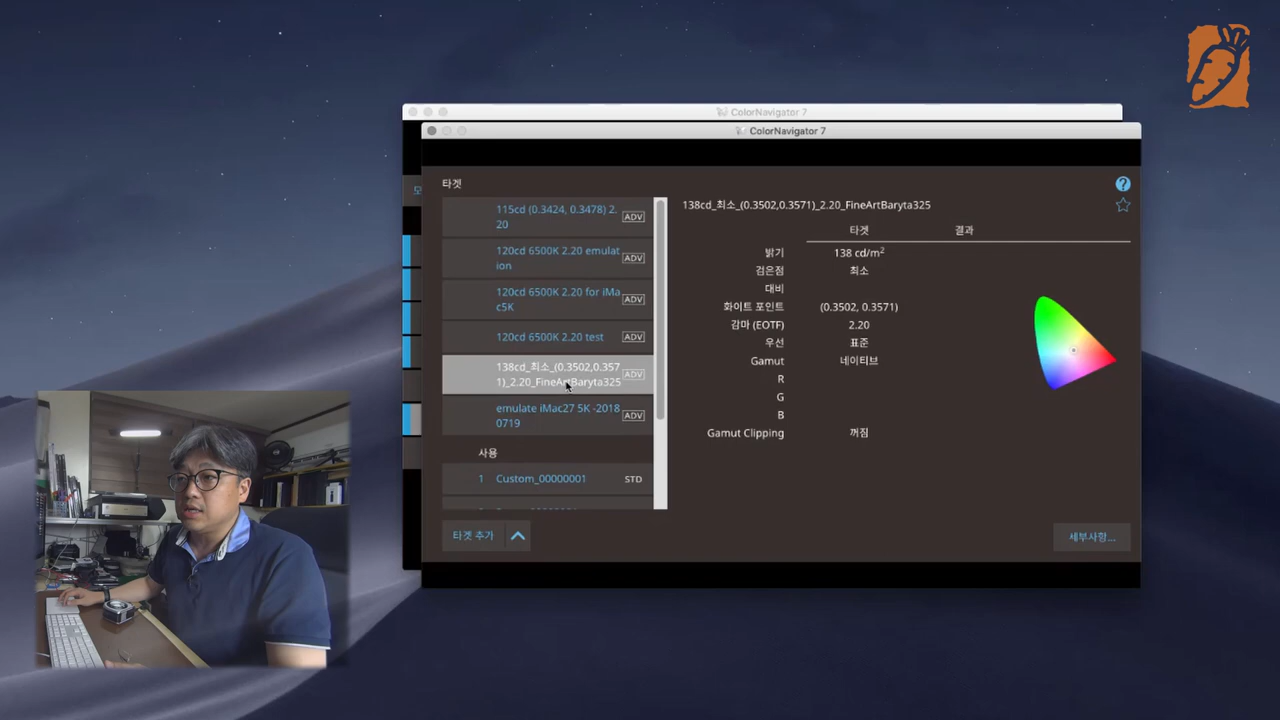 ColorNavigator 7
ColorNavigator 7
모
타겟
115cd (0.3424, 0.3478) 2.
20
ADV
120cd 6500K 2.20 emulat
ion
ADV
120cd 6500K 2.20 for iMa
c5K
ADV
120cd 6500K 2.20 test
ADV
138cd_최소_(0.3502,0.357
1)_2.20_FineArtBaryta325
ADV
emulate iMac27 5K -2018
0719
ADV
사용
1 Custom_00000001 STD
타겟 추가
138cd_최소_(0.3502,0.3571)_2.20_FineArtBaryta325
타겟 결과
밝기 138 cd/m²
검은점 최소
대비
화이트 포인트 (0.3502, 0.3571)
감마 (EOTF) 2.20
우선 표준
Gamut 네이티브
R
G
B
Gamut Clipping 꺼짐
?
세부사항...